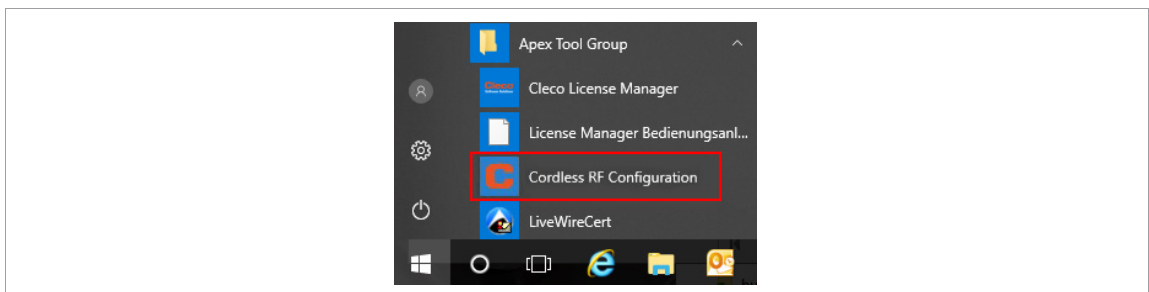 Apex Tool Group
Cleco License Manager
License Manager Bedienungsanl...
Cordless RF Configuration
LiveWireCert